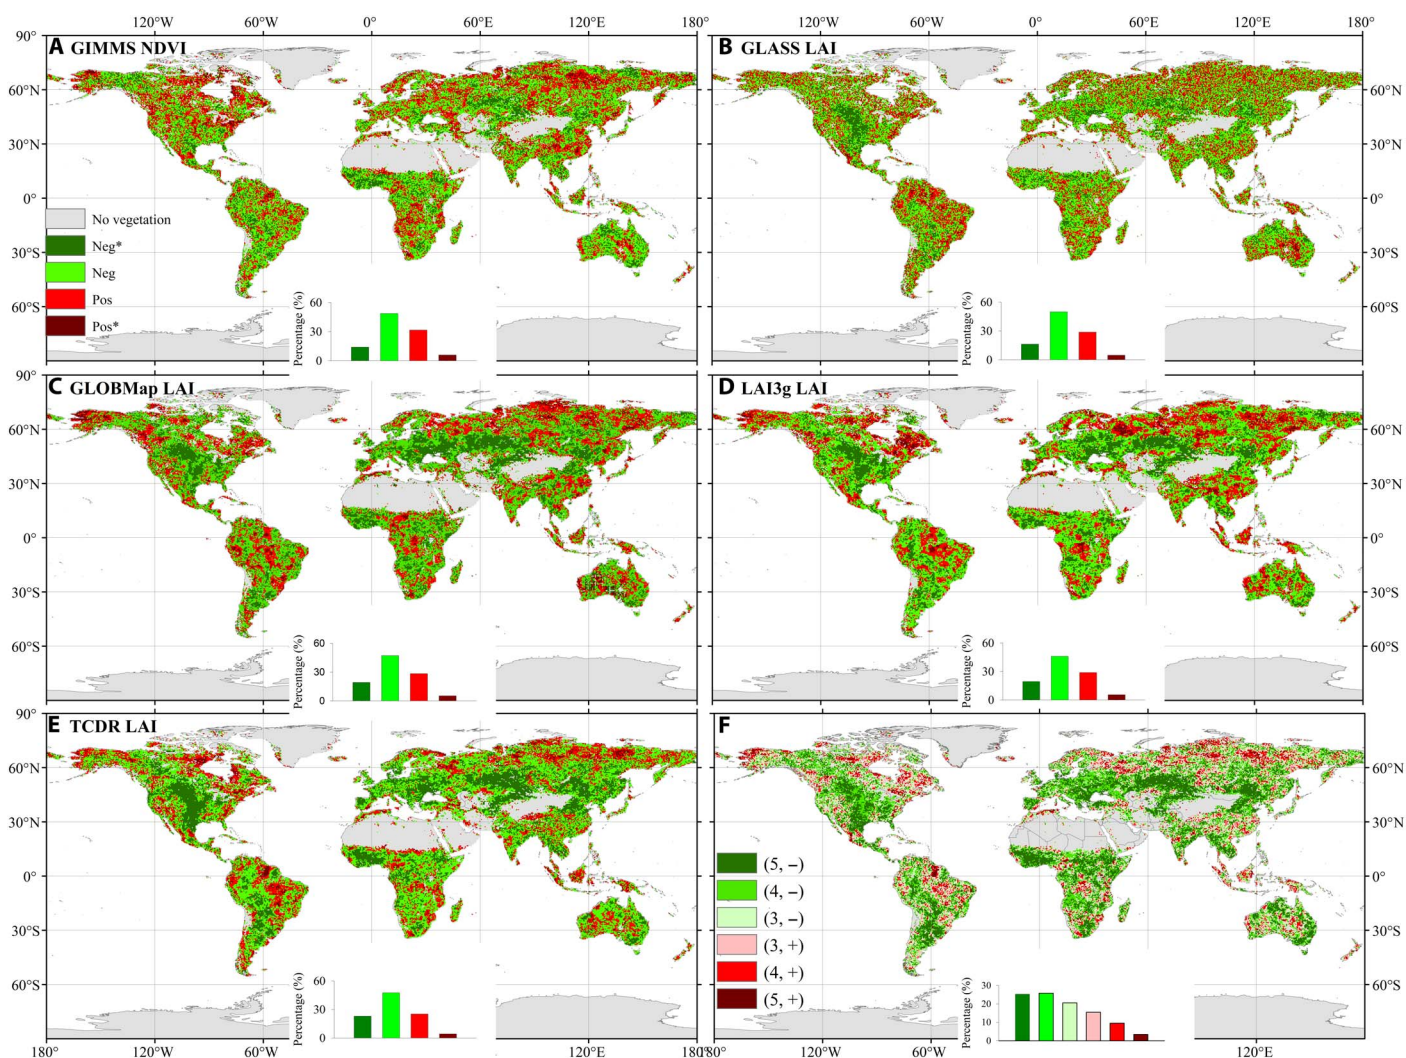 120°W 60°W 0° 60°E 120°E 180° 120°W 60°W 0° 60°E 120°E 180°
90°
A GIMMS NDVI
B GLASS LAI
60°N 60°N
30°N 30°N
0° 0°
No vegetation
Neg*
30°S 30°S
Neg
Pos
60°S 60°S
Pos*
Percentage (%)
60
30
0
Percentage (%)
60
30
0
90°
C GLOBMap LAI
D LAI3g LAI
60°N 60°N
30°N 30°N
0° 0°
30°S 30°S
60°S 60°S
Percentage (%)
60
30
0
Percentage (%)
60
30
0
90°
E TCDR LAI
F
60°N 60°N
30°N 30°N
0° 0°
(5, –)
(4, –)
(3, –)
30°S 30°S
(3, +)
(4, +)
60°S 60°S
(5, +)
Percentage (%)
60
30
0
Percentage (%)
30
20
10
0
90°
180° 120°W 60°W 0° 60°E 120°E 180°180° 120°W 60°W 0° 120°E